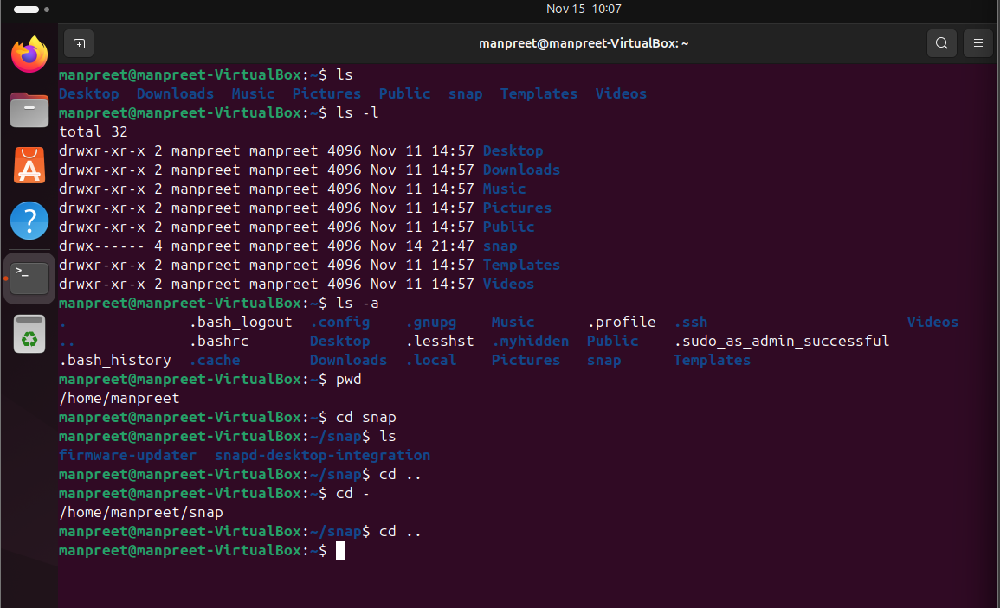 Nov 15 10:07
manpreet@manpreet-VirtualBox: ~
manpreet@manpreet-VirtualBox:~$ ls
Desktop Downloads Music Pictures Public snap Templates Videos
manpreet@manpreet-VirtualBox:~$ ls -l
total 32
drwxr-xr-x 2 manpreet manpreet 4096 Nov 11 14:57 Desktop
drwxr-xr-x 2 manpreet manpreet 4096 Nov 11 14:57 Downloads
drwxr-xr-x 2 manpreet manpreet 4096 Nov 11 14:57 Music
drwxr-xr-x 2 manpreet manpreet 4096 Nov 11 14:57 Pictures
drwxr-xr-x 2 manpreet manpreet 4096 Nov 11 14:57 Public
drwx------ 4 manpreet manpreet 4096 Nov 14 21:47 snap
drwxr-xr-x 2 manpreet manpreet 4096 Nov 11 14:57 Templates
drwxr-xr-x 2 manpreet manpreet 4096 Nov 11 14:57 Videos
manpreet@manpreet-VirtualBox:~$ ls -a
. .bash_logout .config .gnupg Music .profile .ssh Videos
.. .bashrc Desktop .lesshst .myhidden Public .sudo_as_admin_successful
.bash_history .cache Downloads .local Pictures snap Templates
manpreet@manpreet-VirtualBox:~$ pwd
/home/manpreet
manpreet@manpreet-VirtualBox:~$ cd snap
manpreet@manpreet-VirtualBox:~/snap$ ls
firmware-updater snapd-desktop-integration
manpreet@manpreet-VirtualBox:~/snap$ cd ..
manpreet@manpreet-VirtualBox:~$ cd -
/home/manpreet/snap
manpreet@manpreet-VirtualBox:~/snap$ cd ..
manpreet@manpreet-VirtualBox:~$